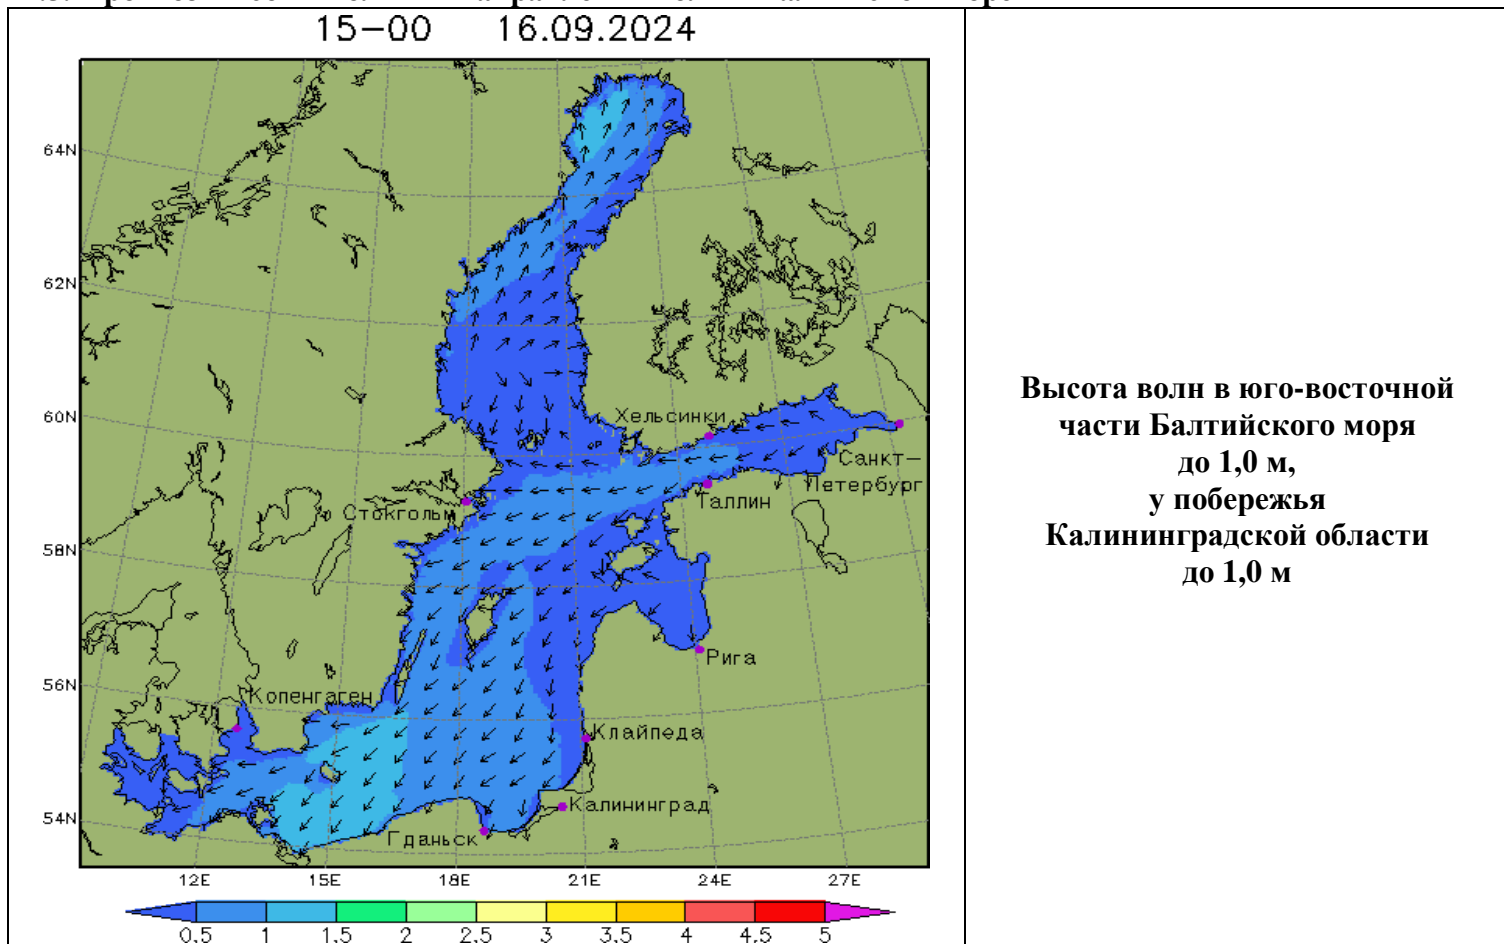 15-00 16.09.2024
64N
62N
60N
58N
56N
54N
Хельсинки
Санкт-
Петербург
Таллин
Стокгольм
Рига
Копенгаген
Клайпеда
Калининград
Гданьск
12E 15E 18E 21E 24E 27E
0,5 1 1,5 2 2,5 3 3,5 4 4,5 5
Высота волн в юго-восточной
части Балтийского моря
до 1,0 м,
у побережья
Калининградской области
до 1,0 м